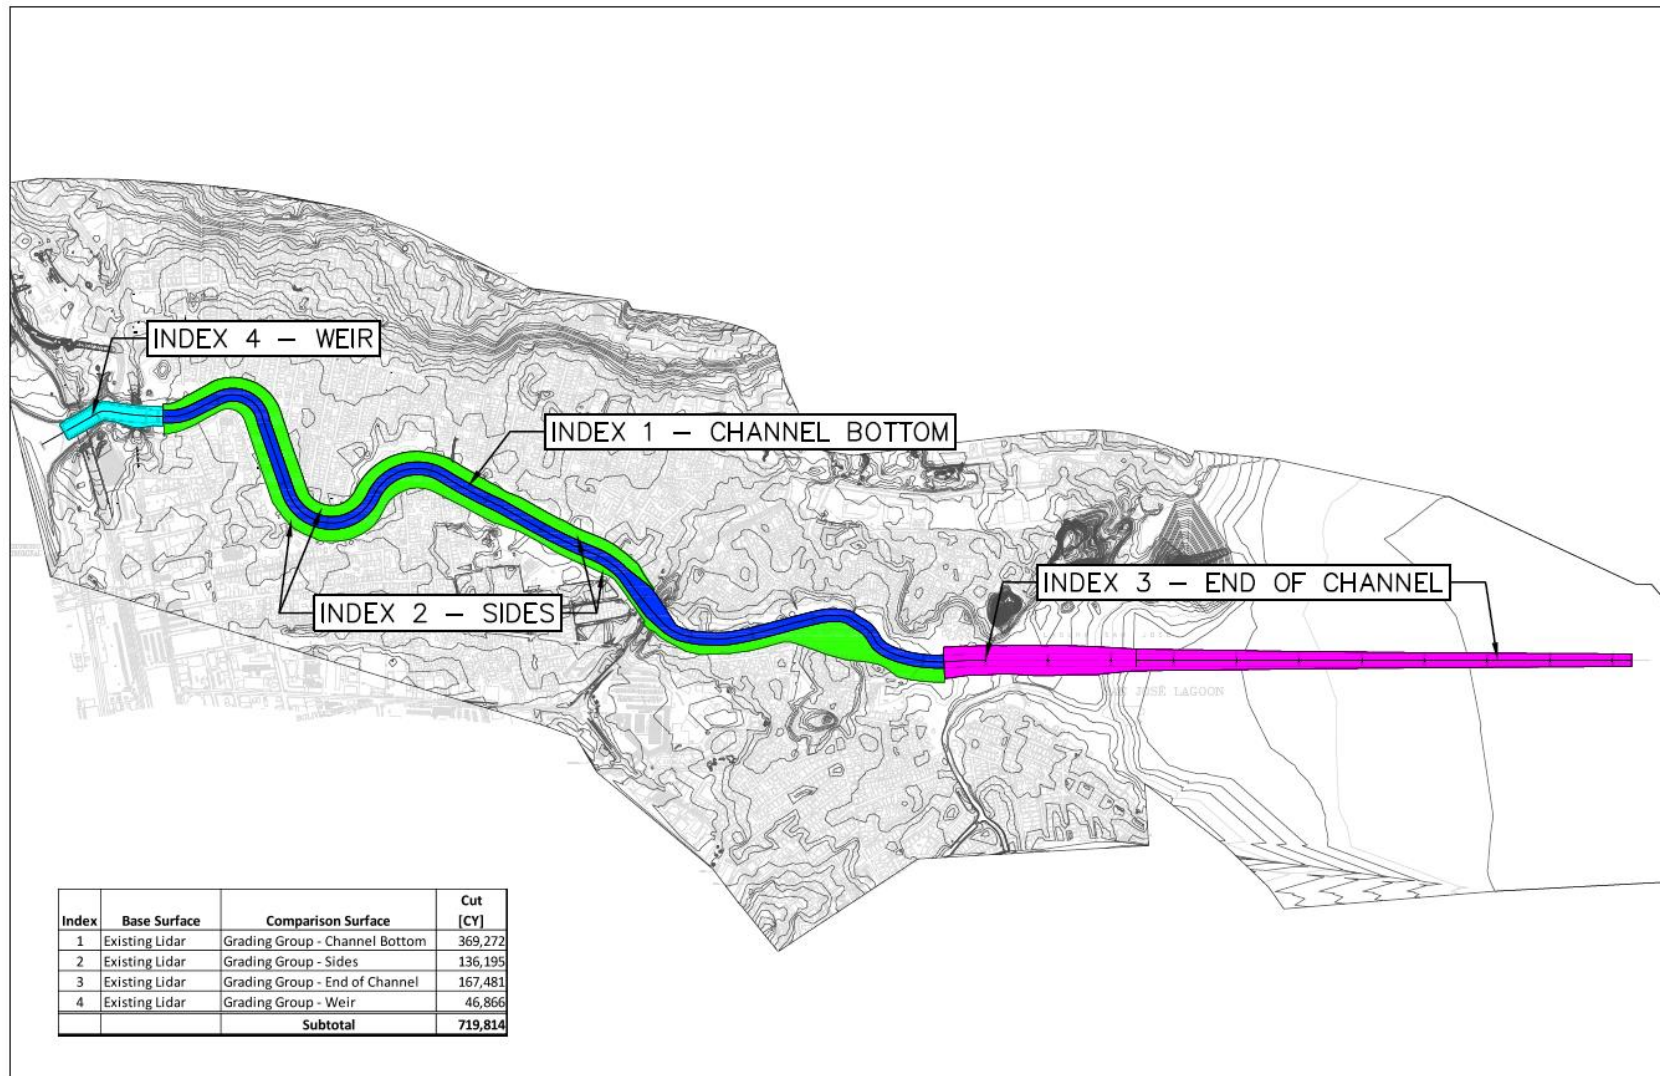 INDEX 4 – WEIR
INDEX 1 – CHANNEL BOTTOM
INDEX 3 – END OF CHANNEL
INDEX 2 – SIDES
JOSÉ LAGOON
Cut
Index Base Surface Comparison Surface [CY]
1 Existing Lidar Grading Group - Channel Bottom 369,272
2 Existing Lidar Grading Group - Sides 136,195
3 Existing Lidar Grading Group - End of Channel 167,481
4 Existing Lidar Grading Group - Weir 46,866
Subtotal 719,814